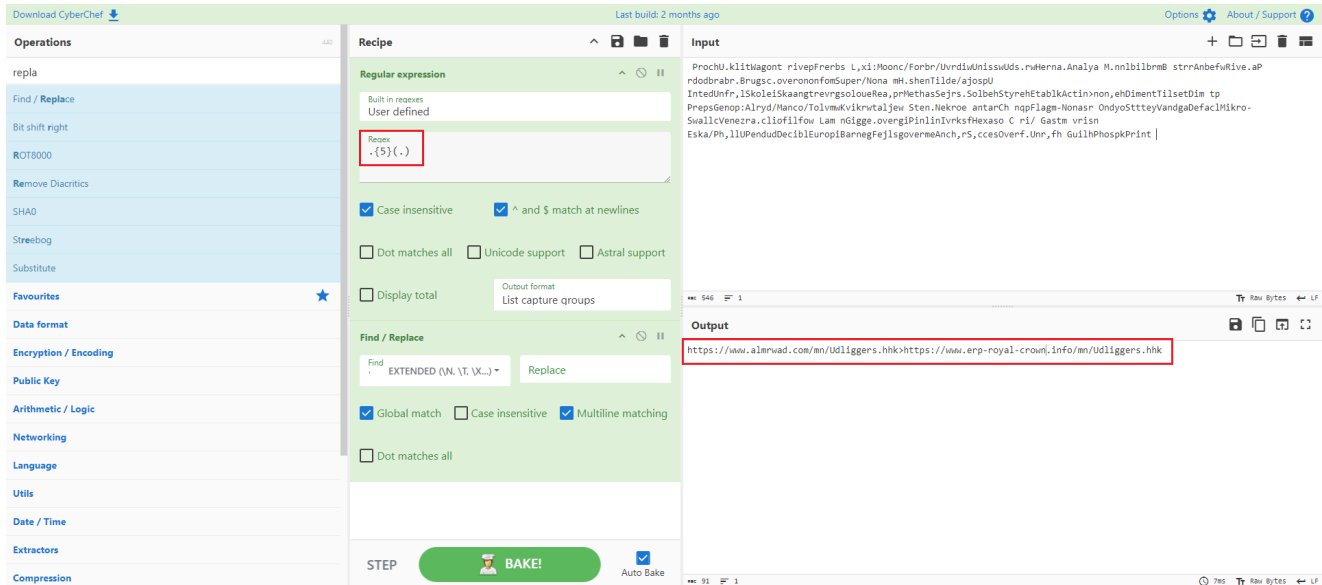 Download CyberChef
Last build: 2 months ago
Options
About / Support
Operations
440
repla
Find / Replace
Bit shift right
ROT8000
Remove Diacritics
SHA0
Streebog
Substitute
Favourites
Data format
Encryption / Encoding
Public Key
Arithmetic / Logic
Networking
Language
Utils
Date / Time
Extractors
Compression
Recipe
Regular expression
Built in regexes
User defined
Regex
.{5}(.)
Case insensitive
^ and $ match at newlines
Dot matches all
Unicode support
Astral support
Display total
Output format
List capture groups
Find / Replace
Find
EXTENDED (\N, \T, \X...)
Replace
Global match
Case insensitive
Multiline matching
Dot matches all
STEP
BAKE!
Auto Bake
Input
ProchU.klitWagont rivepFrerbs L,xi:Moonc/Forbr/UvrdiwUnisswUds.rwHerna.Analya M.nnlbilbrmB strrAnbefwRive.aP
rdodbrabr.Brugsc.overononfomSuper/Nona mH.shenTilde/ajospU
IntedUnfr,lSkoleiSkaangtrevrgsoloueRea,prMethasSejrs.SolbehStyrehEtablkActin>non,ehDimentTilsetDim tp
PrepsGenop:Alryd/Manco/TolvmwKvikrwtaljew Sten.Nekroe antarCh nqpFlagm-Nonasr OndyoSttteyVandgaDefaclMikro-
SwallcVenezra.cliofilfow Lam nGigge.overgiPinlinIvrksfHexaso C ri/ Gastm vrisn
Eska/Ph,llUPendudDeciblEuropiBarnegFejlsgovermeAnch,rS,ccesOverf.Unr,fh GuilhPhospkPrint
546
1
Raw Bytes
LF
Output
https://www.almrwad.com/mn/Udliggers.hhk>https://www.erp-royal-crown.info/mn/Udliggers.hhk
91
1
7ms
Raw Bytes
LF